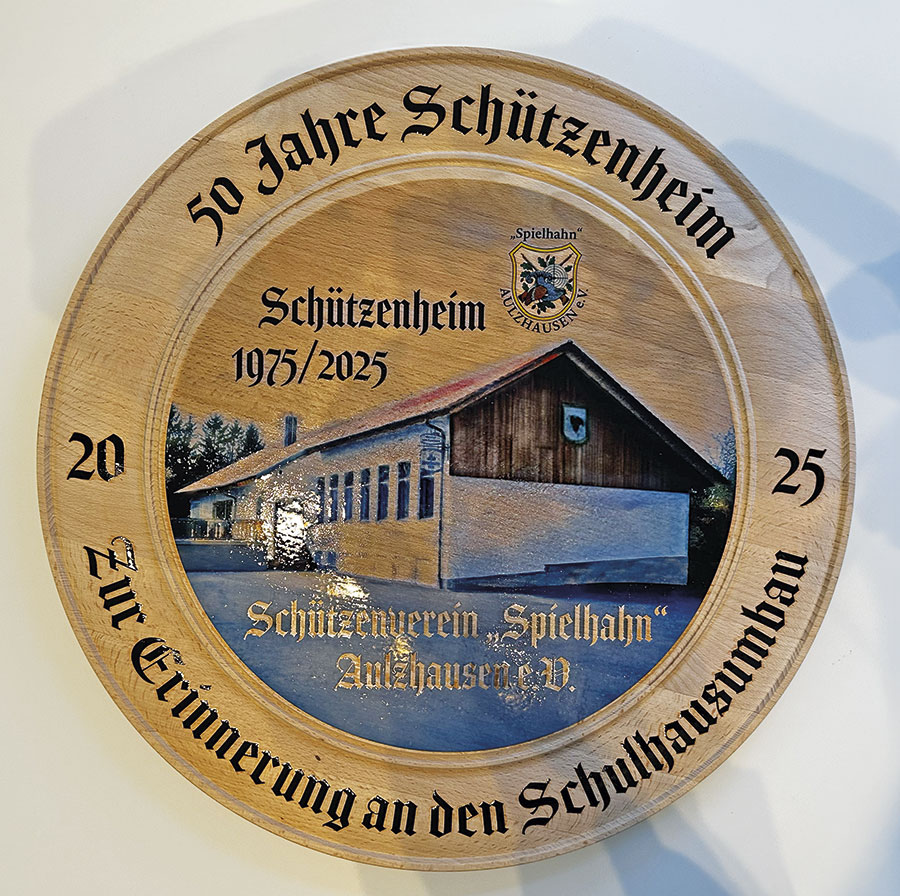 50 Jahre Schützenheim
„Spielhahn“
AULZHAUSEN e.V.
Schützenheim
1975/2025
20
25
Schützenverein „Spielhahn“
Aulzhausen e.V.
Zur Erinnerung an den Schulhausumbau